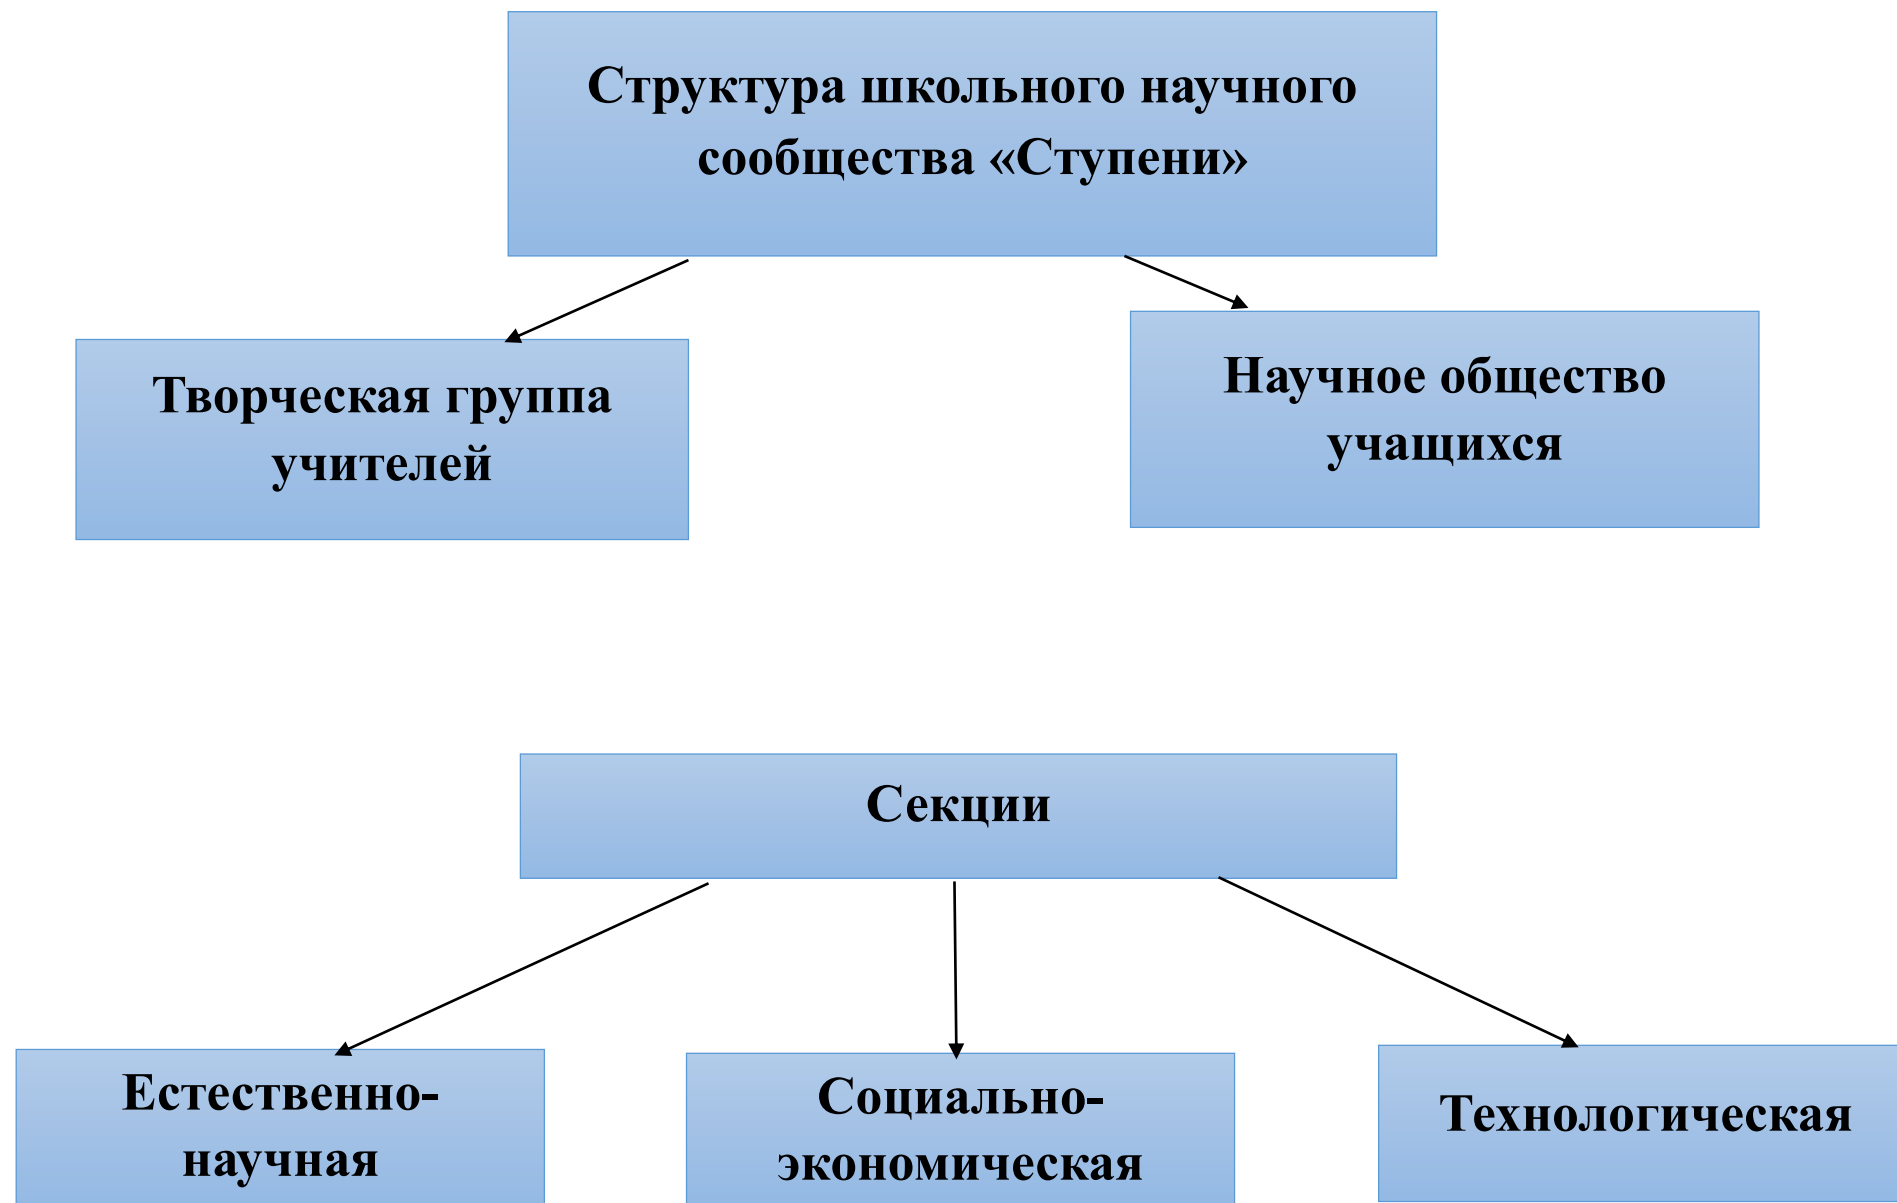 Структура школьного научного
сообщества «Ступени»
Творческая группа
учителей
Научное общество
учащихся
Секции
Естественно-
научная
Социально-
экономическая
Технологическая